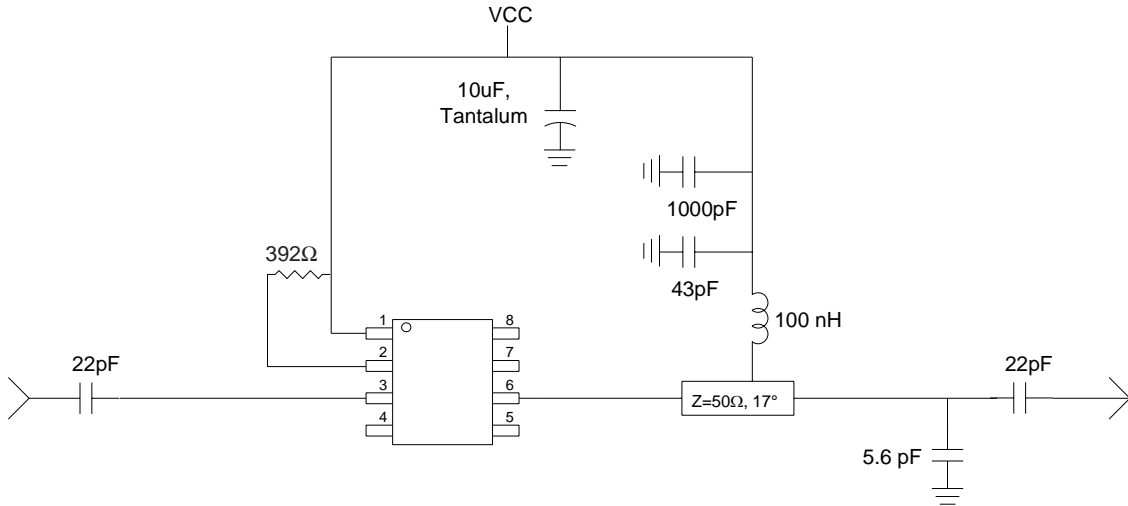 VCC
10uF,
Tantalum
1000pF
43pF
392Ω
100 nH
1
8
2
7
3
6
4
5
22pF
Z=50Ω, 17°
22pF
5.6 pF